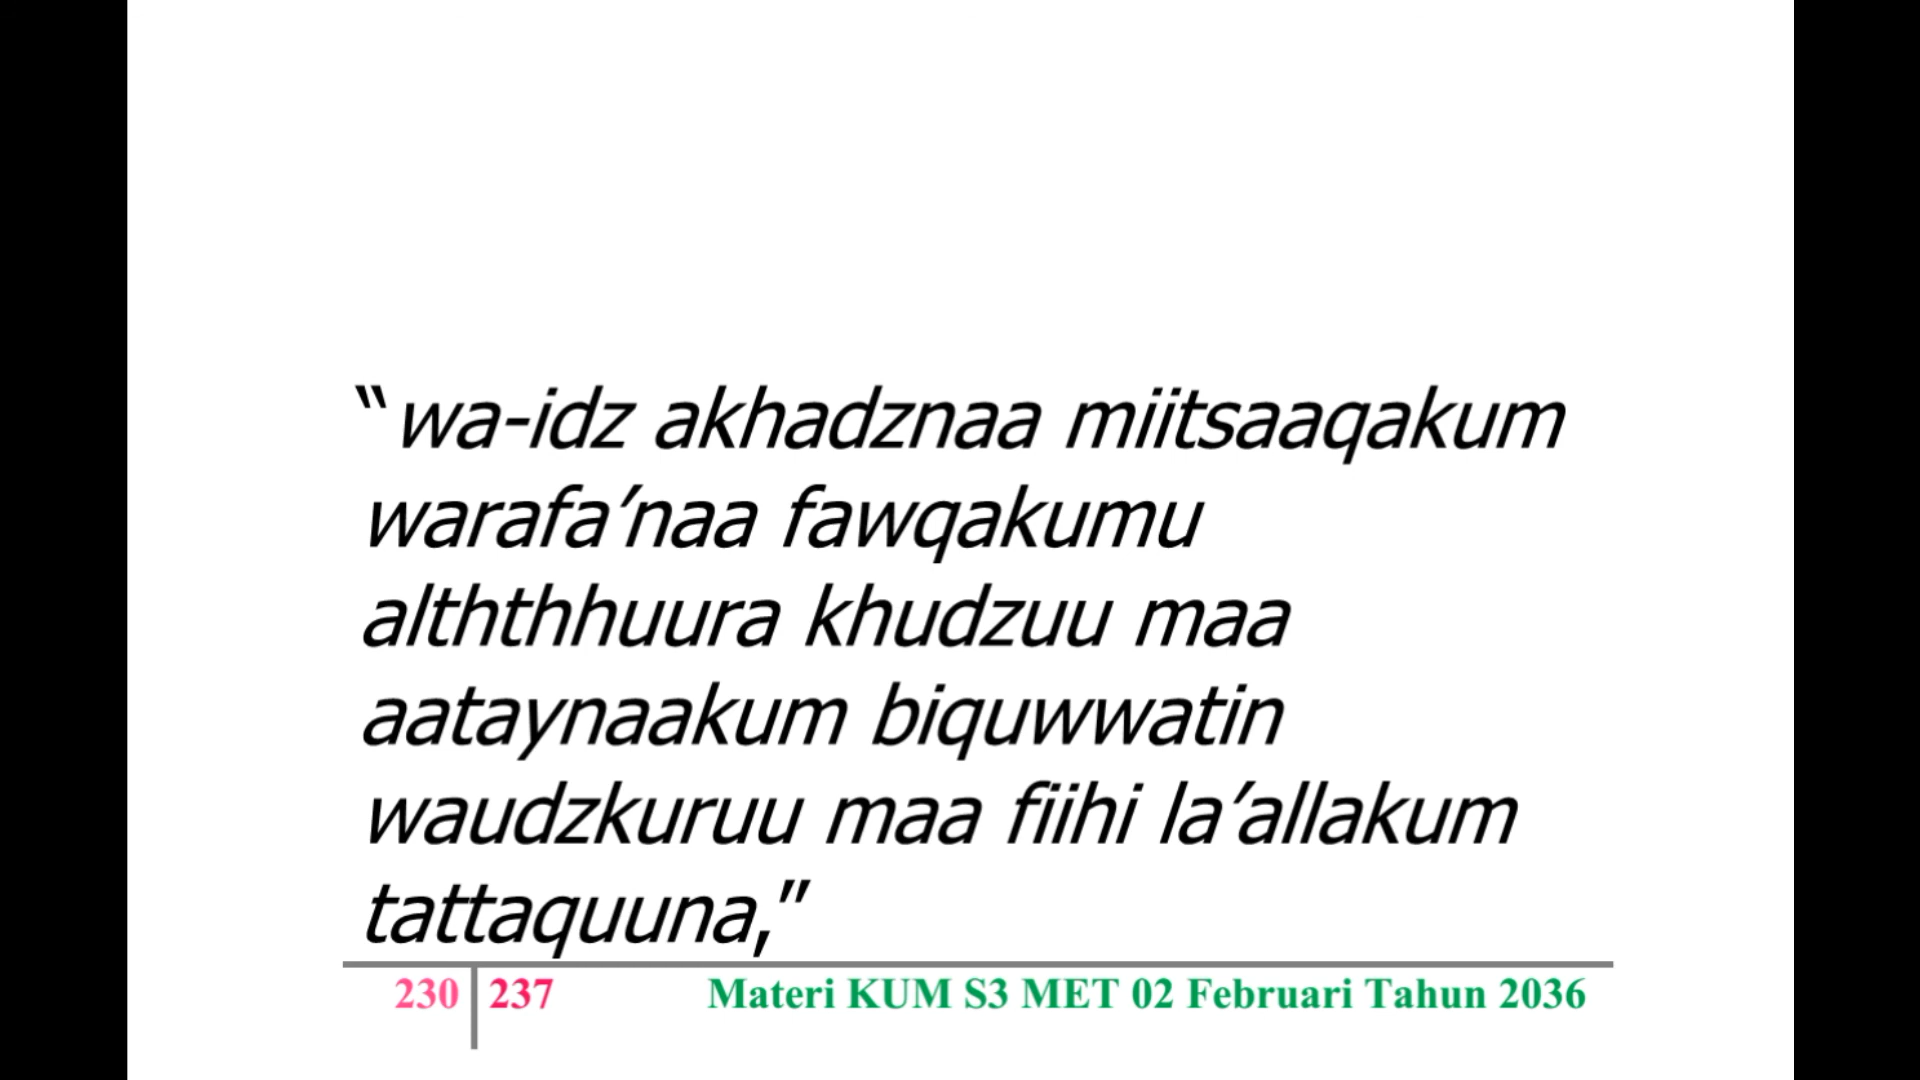 “wa-idz akhadznaa miitsaaqakum
warafa’naa fawqakumu
alththhuura khudzuu maa
aataynaakum biquwwatin
waudzkuruu maa fiihi la’allakum
tattaquuna,”
230 237 Materi KUM S3 MET 02 Februari Tahun 2036